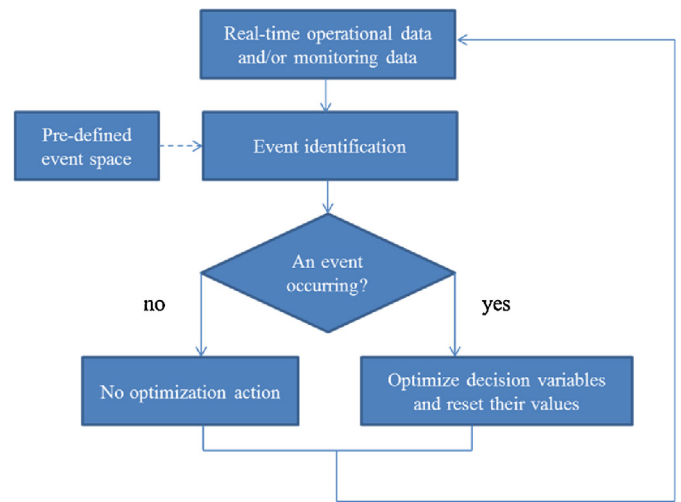 Real-time operational data
and/or monitoring data
Pre-defined
event space
Event identification
An event
occurring?
no
yes
No optimization action
Optimize decision variables
and reset their values